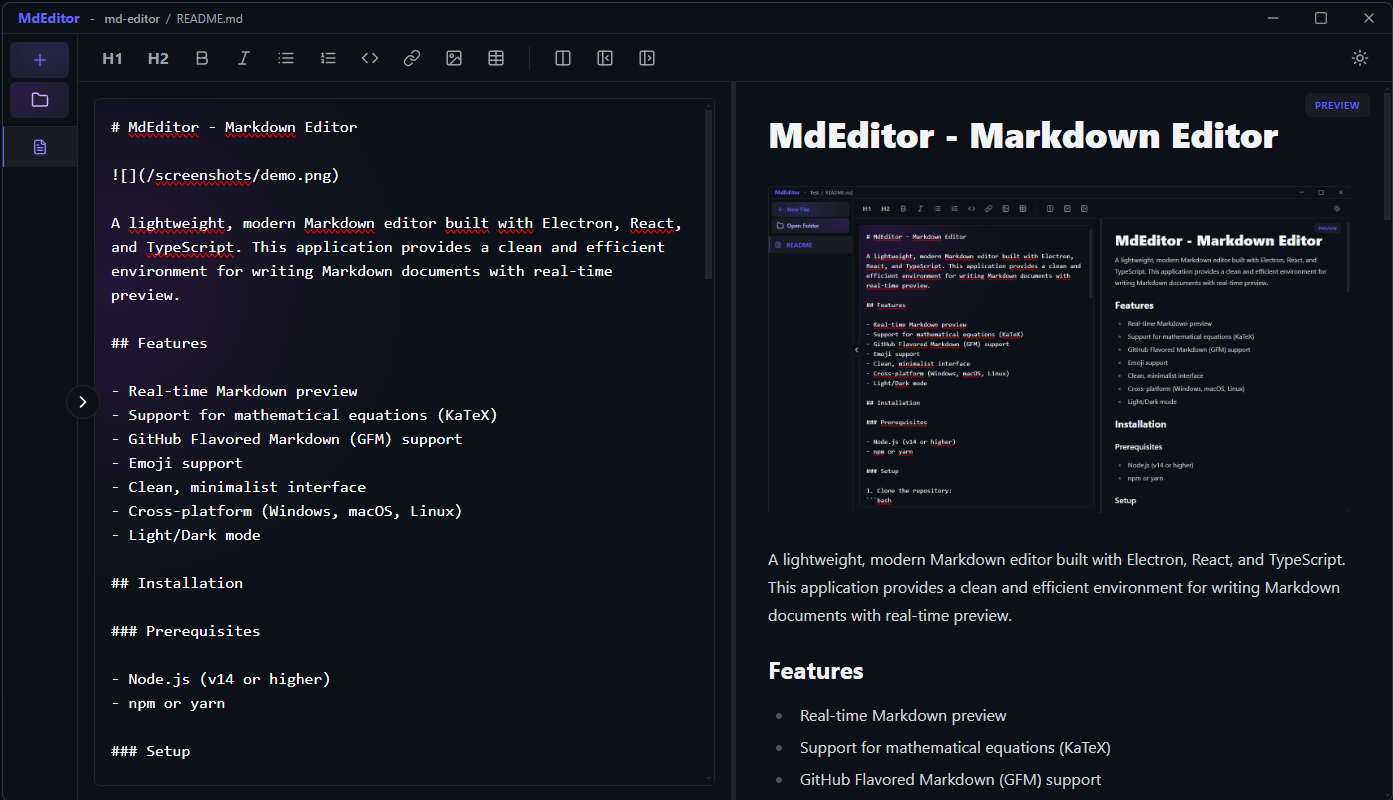 MdEditor - md-editor / README.md
H1 H2
# MdEditor - Markdown Editor
![](/screenshots/demo.png)
A lightweight, modern Markdown editor built with Electron, React,
and TypeScript. This application provides a clean and efficient
environment for writing Markdown documents with real-time
preview.
## Features
- Real-time Markdown preview
- Support for mathematical equations (KaTeX)
- GitHub Flavored Markdown (GFM) support
- Emoji support
- Clean, minimalist interface
- Cross-platform (Windows, macOS, Linux)
- Light/Dark mode
## Installation
### Prerequisites
- Node.js (v14 or higher)
- npm or yarn
### Setup
PREVIEW
MdEditor - Markdown Editor
MdEditor - Test / README.md
New File
Open Folder
README
H1 H2
# MdEditor - Markdown Editor
A lightweight, modern Markdown editor built with Electron,
React, and TypeScript. This application provides a clean and
efficient environment for writing Markdown documents with
real-time preview.
## Features
- Real-time Markdown preview
- Support for mathematical equations (KaTeX)
- GitHub Flavored Markdown (GFM) support
- Emoji support
- Clean, minimalist interface
- Cross-platform (Windows, macOS, Linux)
- Light/Dark mode
## Installation
### Prerequisites
- Node.js (v14 or higher)
- npm or yarn
### Setup
1. Clone the repository:
```bash
PREVIEW
MdEditor - Markdown Editor
A lightweight, modern Markdown editor built with Electron, React, and
TypeScript. This application provides a clean and efficient environment for
writing Markdown documents with real-time preview.
Features
Real-time Markdown preview
Support for mathematical equations (KaTeX)
GitHub Flavored Markdown (GFM) support
Emoji support
Clean, minimalist interface
Cross-platform (Windows, macOS, Linux)
Light/Dark mode
Installation
Prerequisites
Node.js (v14 or higher)
npm or yarn
Setup
A lightweight, modern Markdown editor built with Electron, React, and TypeScript.
This application provides a clean and efficient environment for writing Markdown
documents with real-time preview.
Features
Real-time Markdown preview
Support for mathematical equations (KaTeX)
GitHub Flavored Markdown (GFM) support